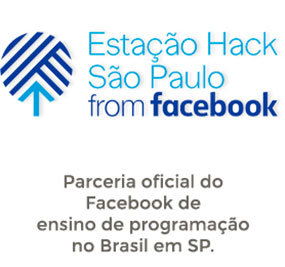 Estação Hack
São Paulo
from facebook
Parceria oficial do
Facebook de
ensino de programação
no Brasil em SP.